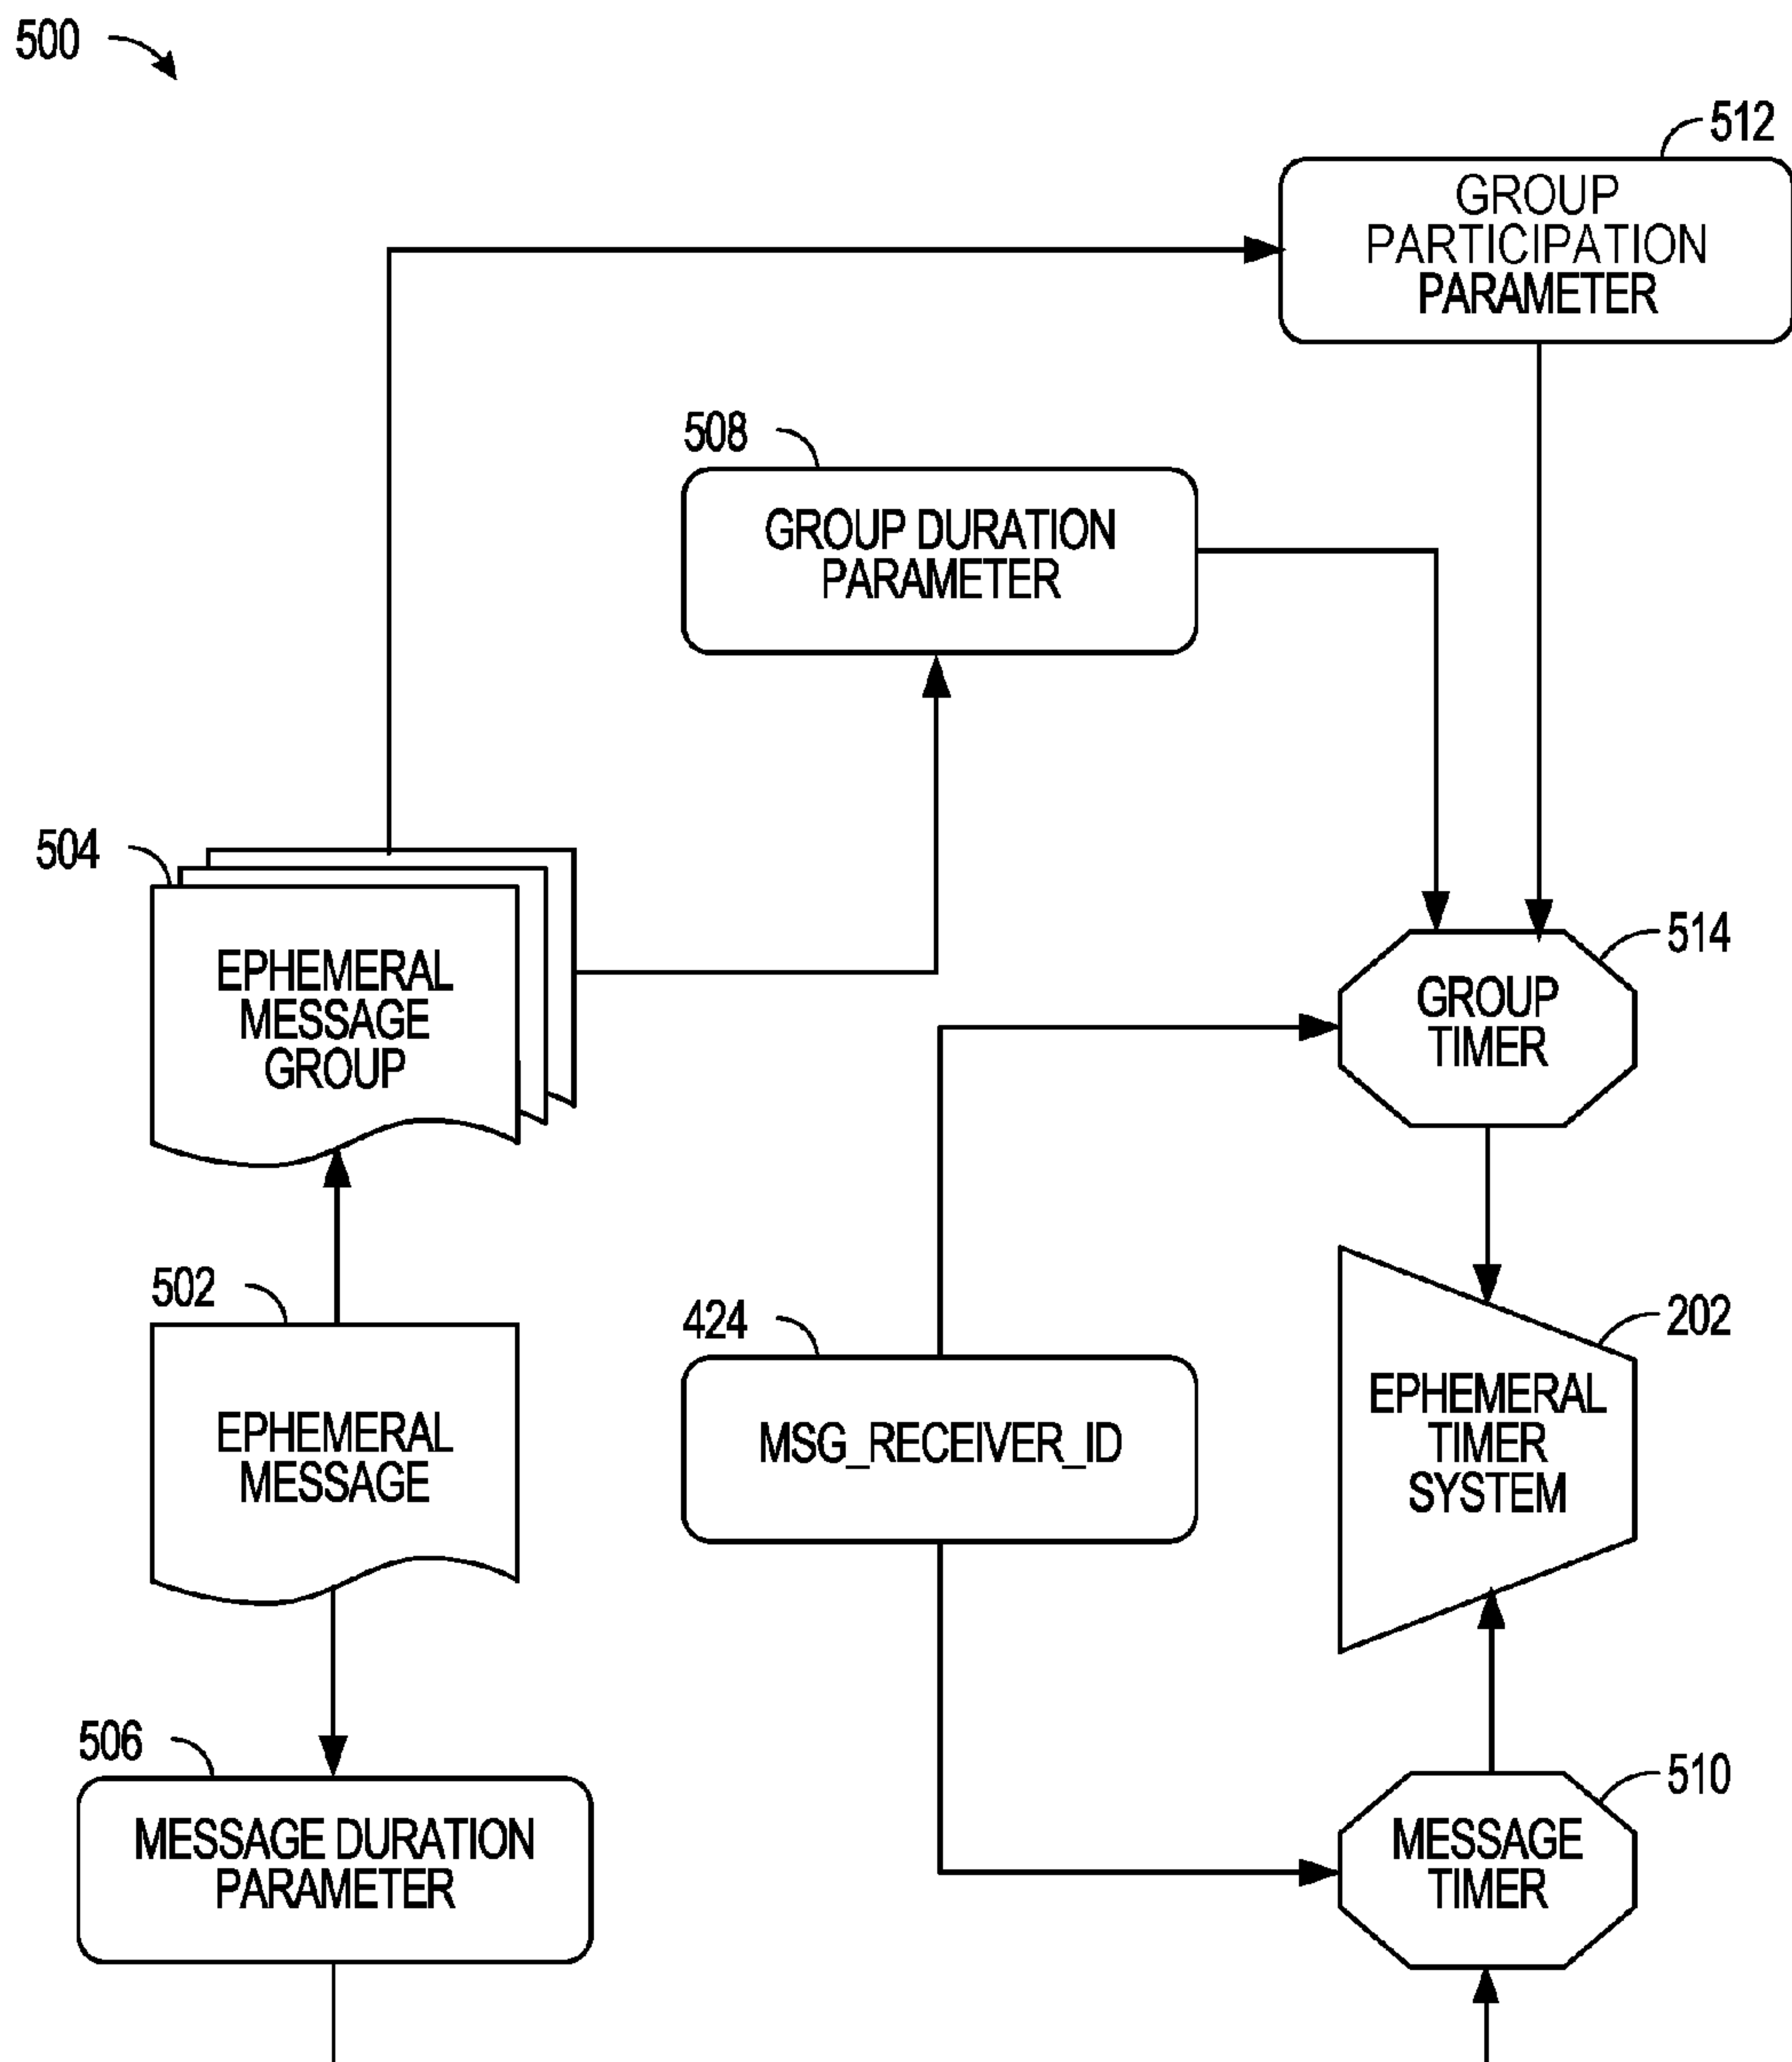 500
512
GROUP
PARTICIPATION
PARAMETER
508
GROUP DURATION
PARAMETER
504
EPHEMERAL
MESSAGE
GROUP
514
GROUP
TIMER
502
EPHEMERAL
MESSAGE
424
MSG_RECEIVER_ID
202
EPHEMERAL
TIMER
SYSTEM
506
MESSAGE DURATION
PARAMETER
510
MESSAGE
TIMER